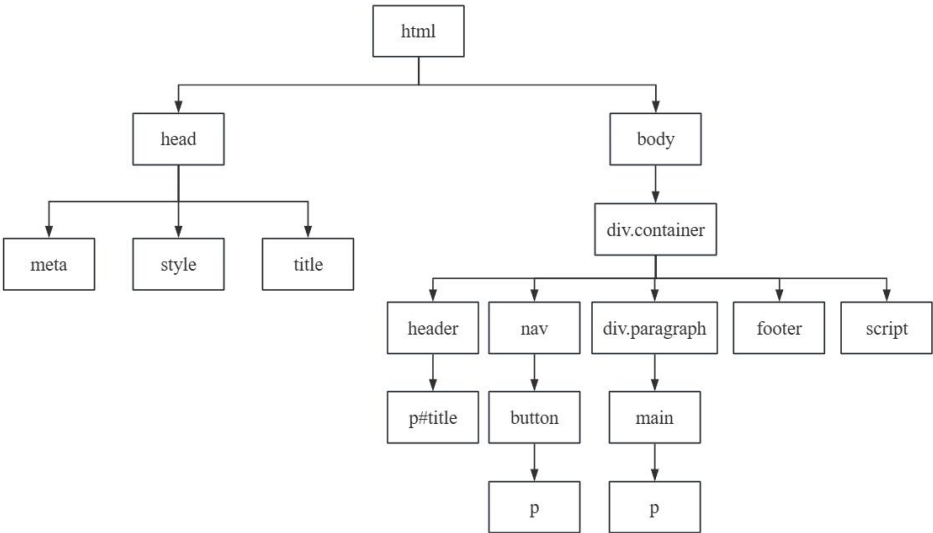 html
head
body
div.container
meta
style
title
header
nav
div.paragraph
footer
script
p#title
button
main
p
p